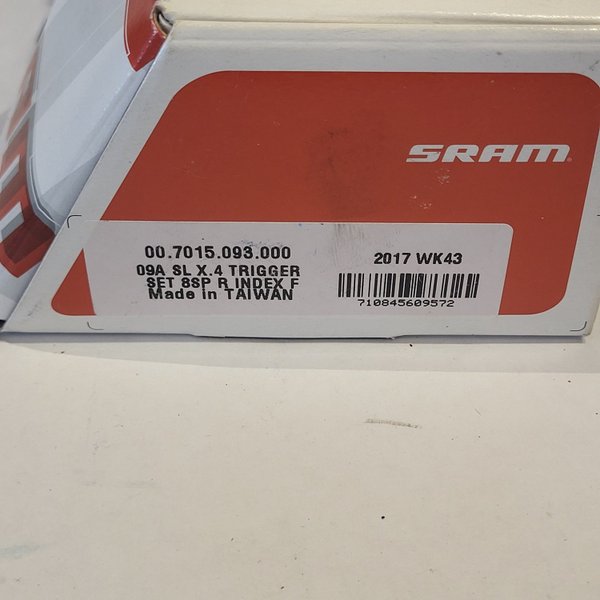 SRAM
00.7015.093.000
2017 WK43
09A SL X.4 TRIGGER
SET 8SP R INDEX F
Made in TAIWAN
710845609572